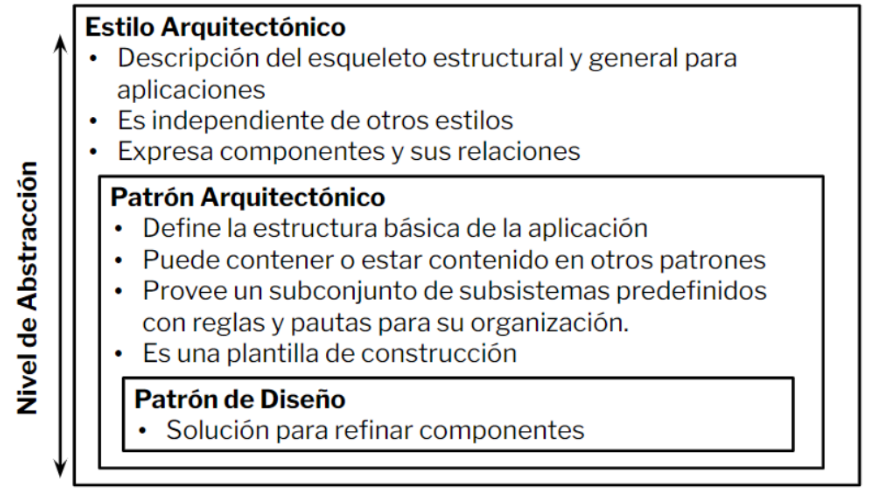 Estilo Arquitectónico
• Descripción del esqueleto estructural y general para
aplicaciones
• Es independiente de otros estilos
• Expresa componentes y sus relaciones
Patrón Arquitectónico
• Define la estructura básica de la aplicación
• Puede contener o estar contenido en otros patrones
• Provee un subconjunto de subsistemas predefinidos
con reglas y pautas para su organización.
• Es una plantilla de construcción
Patrón de Diseño
• Solución para refinar componentes
Nivel de Abstracción